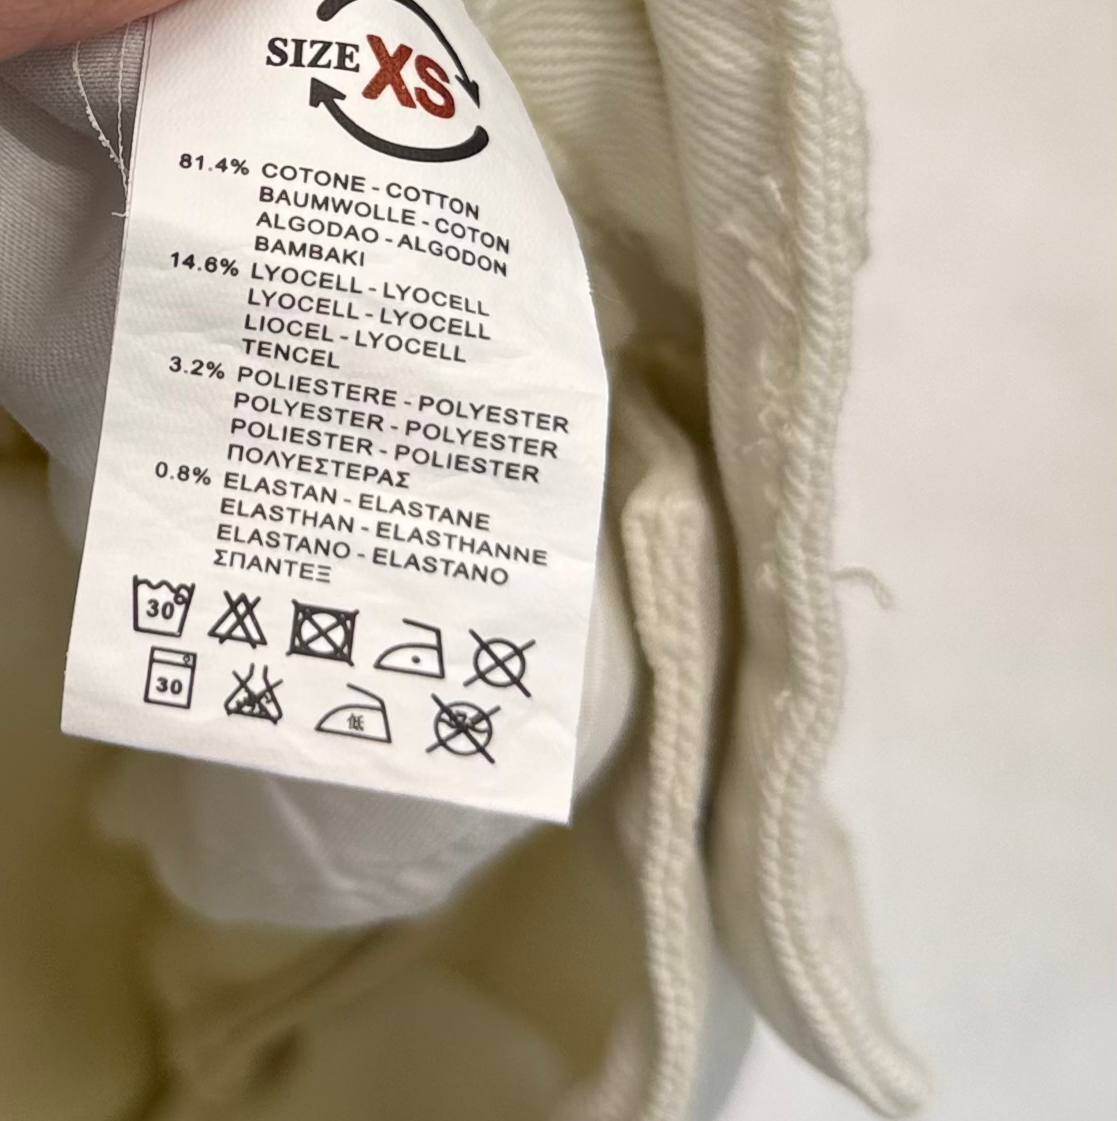 SIZE XS
81.4% COTONE - COTTON
BAUMWOLLE - COTON
ALGODAO - ALGODON
BAMBAKI
14.6% LYOCELL - LYOCELL
LYOCELL - LYOCELL
LIOCEL - LYOCELL
TENCEL
3.2% POLIESTERE - POLYESTER
POLYESTER - POLYESTER
POLIESTER - POLIESTER
ΠΟΛΥΕΣΤΕΡΑΣ
0.8% ELASTAN - ELASTANE
ELASTHAN - ELASTHANNE
ELASTANO - ELASTANO
ΣΠΑΝΤΕΞ
30
30
低